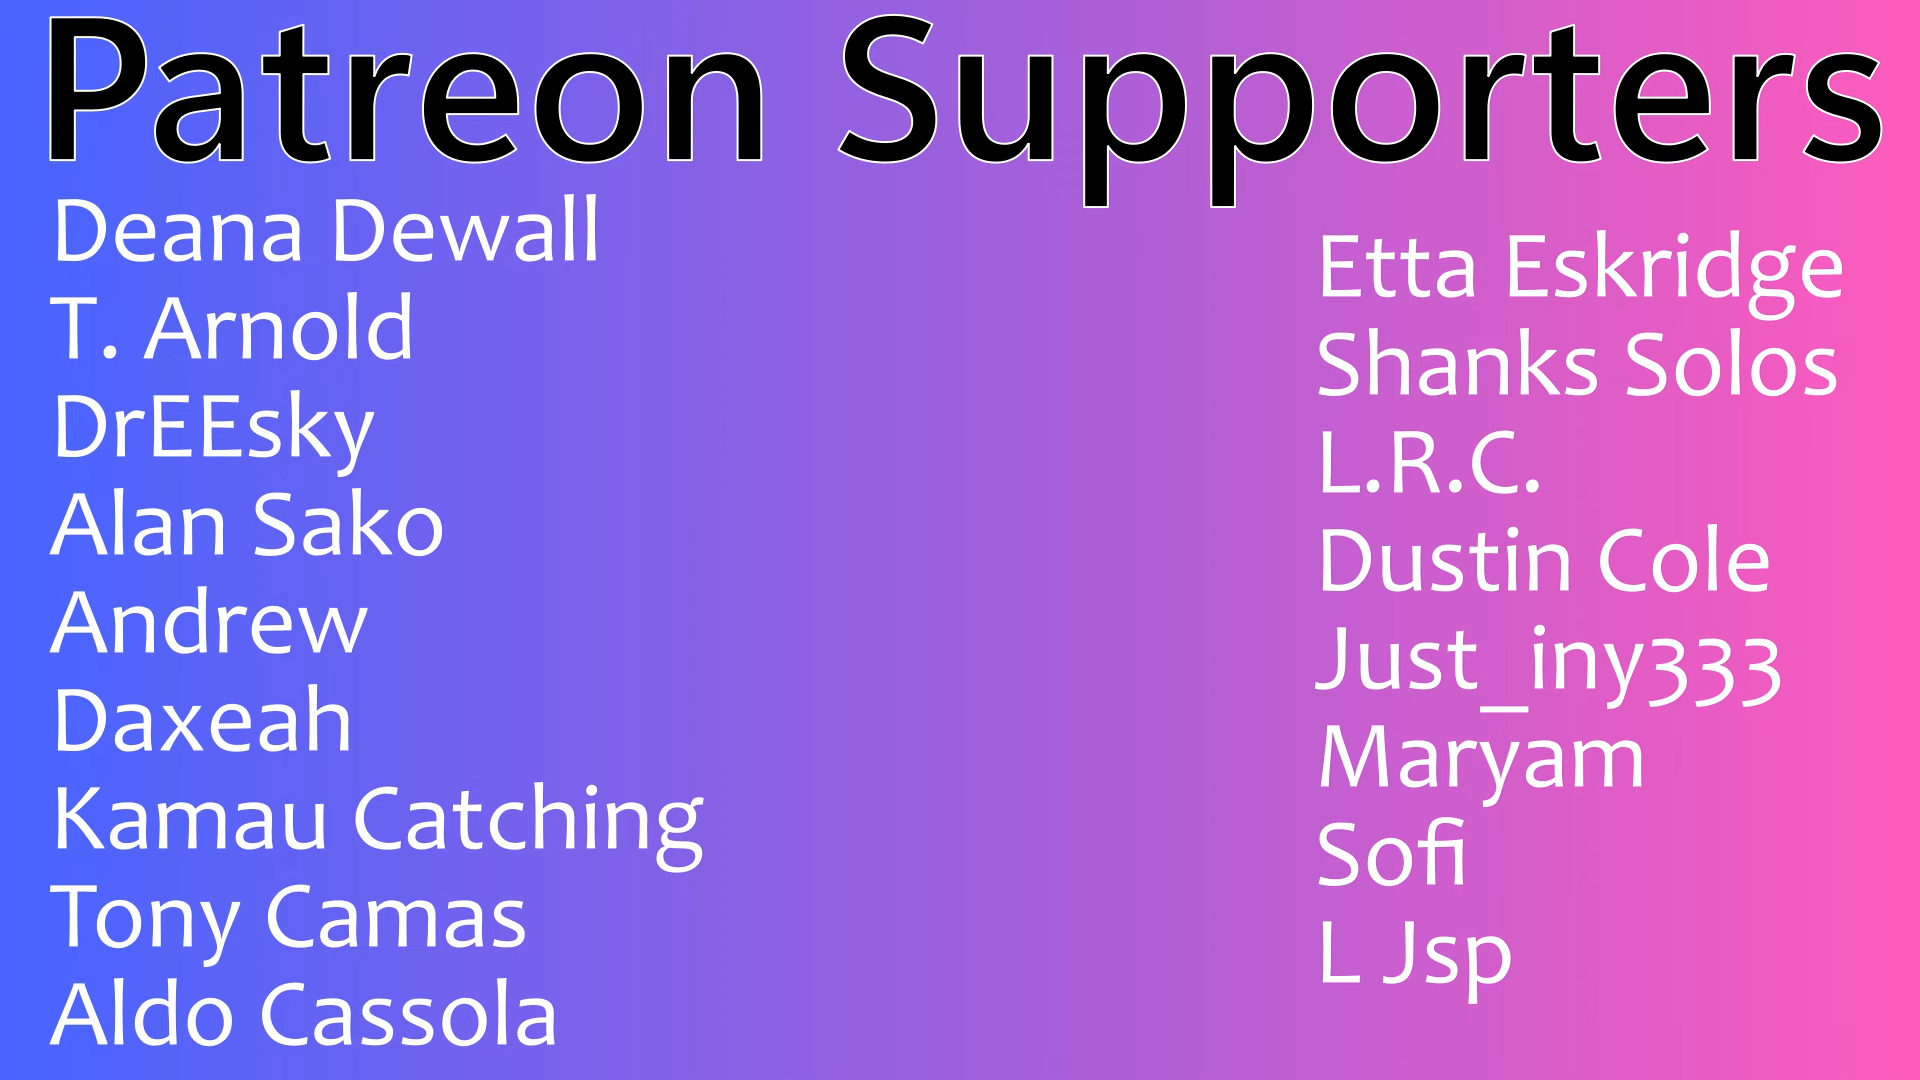 Patreon Supporters
Deana Dewall
T. Arnold
DrEEsky
Alan Sako
Andrew
Daxeah
Kamau Catching
Tony Camas
Aldo Cassola
Etta Eskridge
Shanks Solos
L.R.C.
Dustin Cole
Just_iny333
Maryam
Sofi
L Jsp